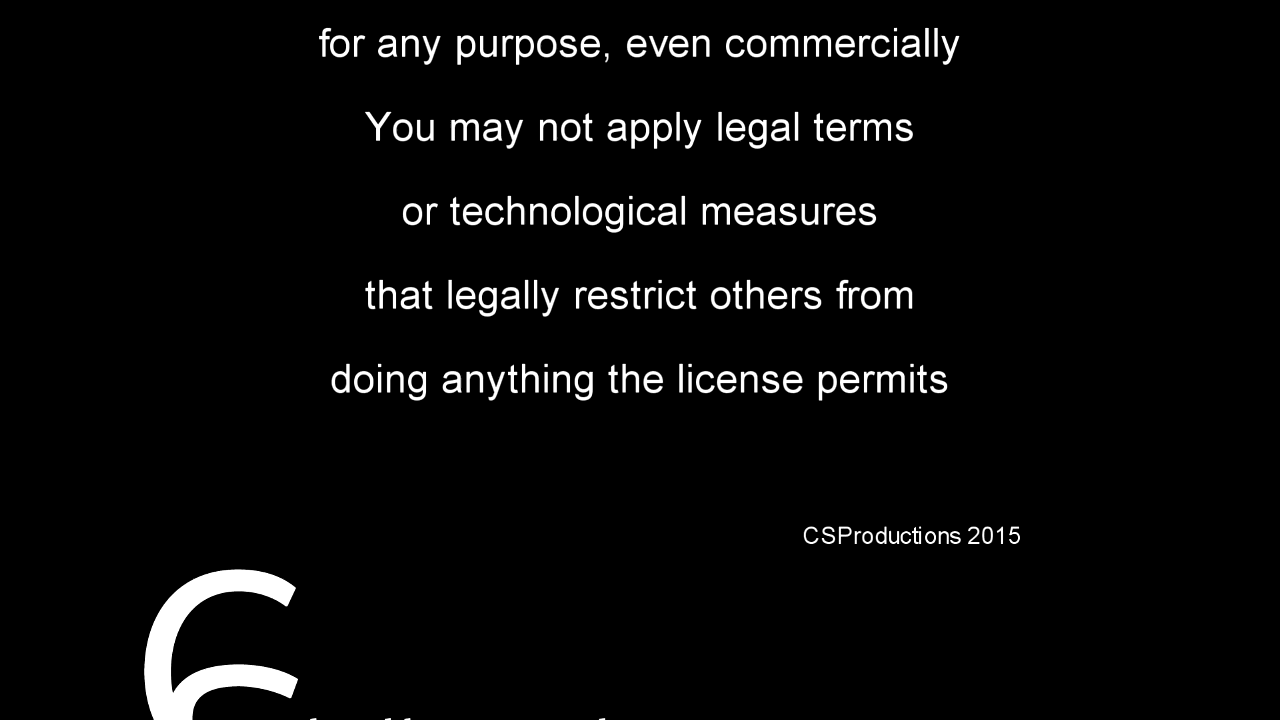 for any purpose, even commercially
You may not apply legal terms
or technological measures
that legally restrict others from
doing anything the license permits
CSProductions 2015